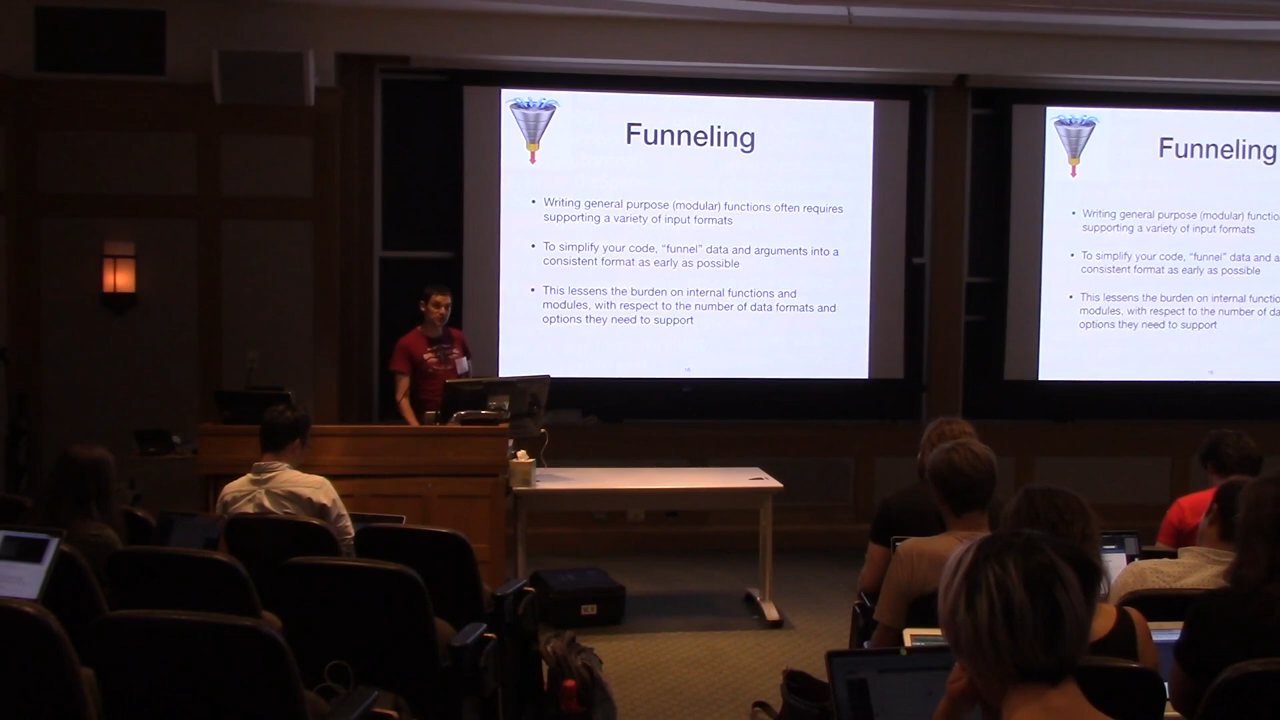 Funneling
• Writing general purpose (modular) functions often requires
supporting a variety of input formats
• To simplify your code, “funnel” data and arguments into a
consistent format as early as possible
• This lessens the burden on internal functions and
modules, with respect to the number of data formats and
options they need to support
Funneling
• Writing general purpose (modular) functio
supporting a variety of input formats
• To simplify your code, “funnel” data and a
consistent format as early as possible
• This lessens the burden on internal functio
modules, with respect to the number of da
options they need to support